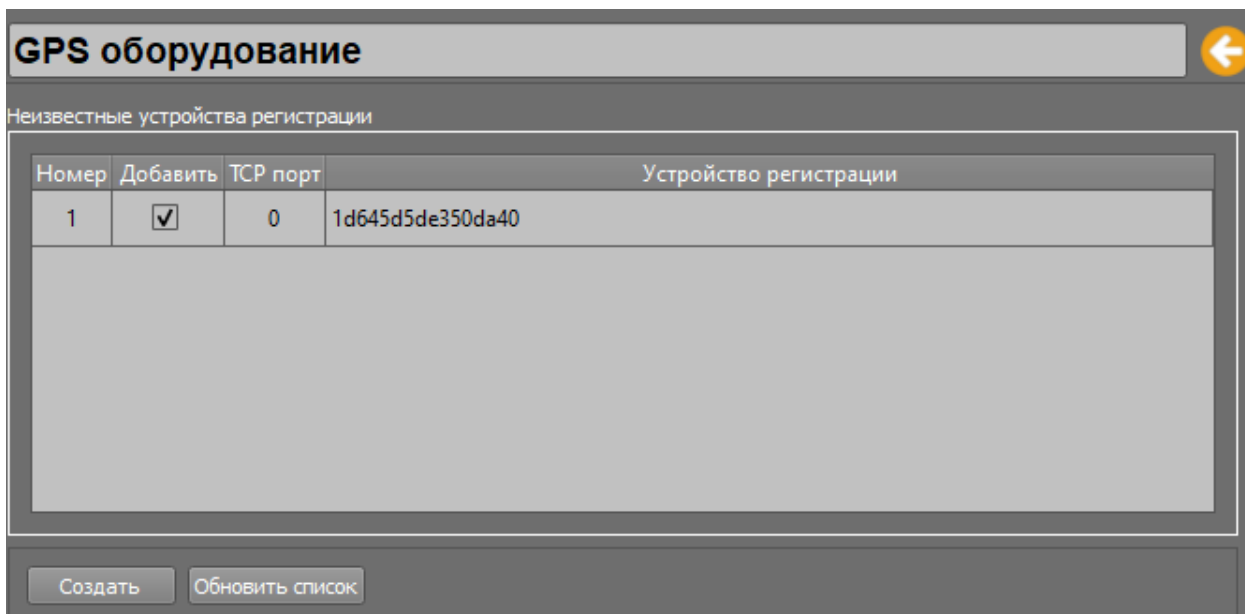 GPS оборудование
Неизвестные устройства регистрации
Номер Добавить TCP порт Устройство регистрации
1 0 1d645d5de350da40
Создать Обновить список